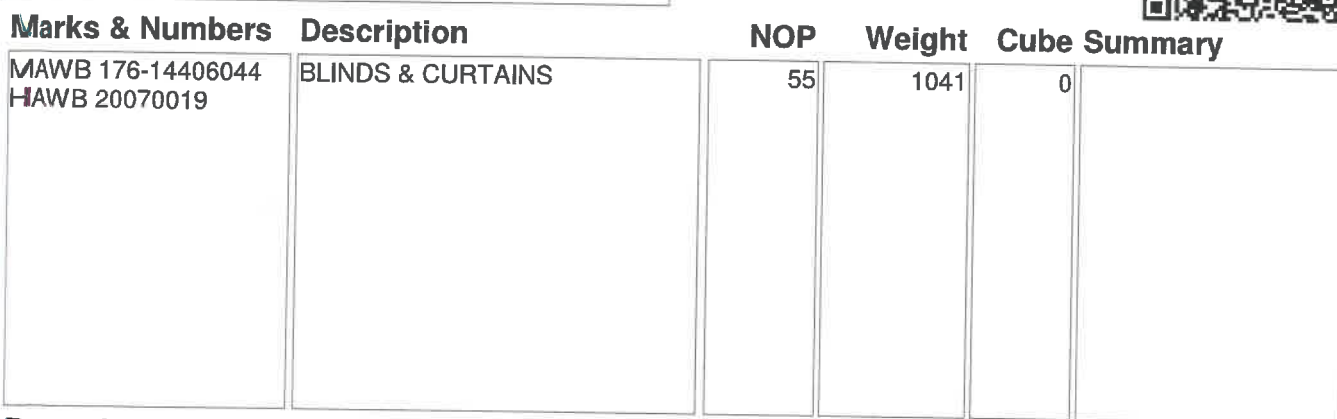 Marks & Numbers Description NOP Weight Cube Summary
MAWB 176-14406044 BLINDS & CURTAINS 55 1041 0
HAWB 20070019